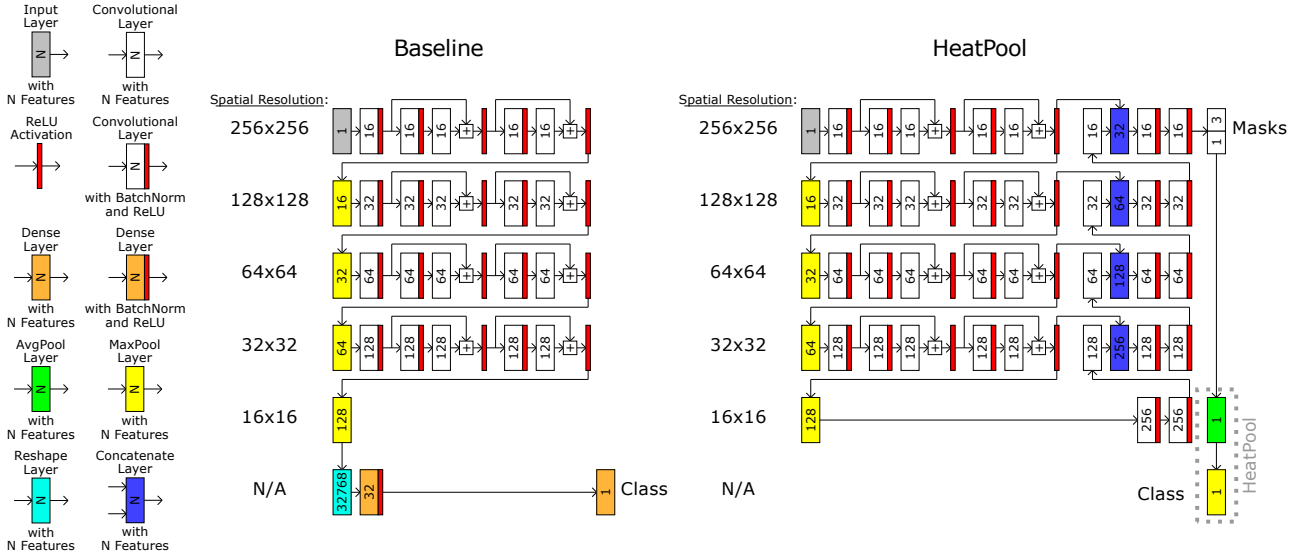 Input
Layer
N
with
N Features
Convolutional
Layer
N
with
N Features
ReLU
Activation
Convolutional
Layer
N
with BatchNorm
and ReLU
Dense
Layer
N
with
N Features
Dense
Layer
N
with BatchNorm
and ReLU
AvgPool
Layer
N
with
N Features
MaxPool
Layer
N
with
N Features
Reshape
Layer
N
with
N Features
Concatenate
Layer
N
with
N Features
Baseline
Spatial Resolution:
256x256
1 16 16 16 + 16 16 +
128x128
16 32 32 32 + 32 32 +
64x64
32 64 64 64 + 64 64 +
32x32
64 128 128 128 + 128 128 +
16x16
128
N/A
32768 32 1 Class
HeatPool
Spatial Resolution:
256x256
1 16 16 16 + 16 16 + 16 32 16 16 1 3 Masks
128x128
16 32 32 32 + 32 32 + 32 64 32 32
64x64
32 64 64 64 + 64 64 + 64 128 64 64
32x32
64 128 128 128 + 128 128 + 128 256 128 128
16x16
128 256 256 1
N/A
Class 1
HeatPool